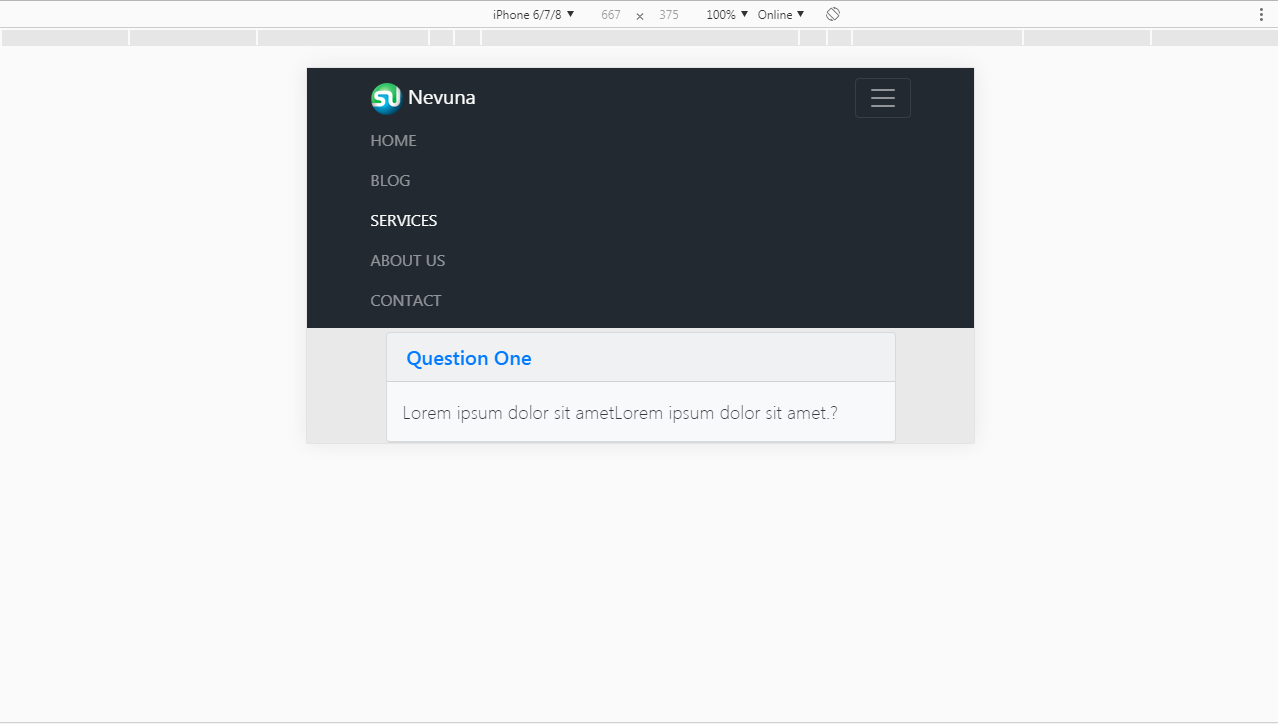 iPhone 6/7/8 ▼ 667 × 375 100% ▼ Online ▼
SU Nevuna
HOME
BLOG
SERVICES
ABOUT US
CONTACT
Question One
Lorem ipsum dolor sit ametLorem ipsum dolor sit amet.?